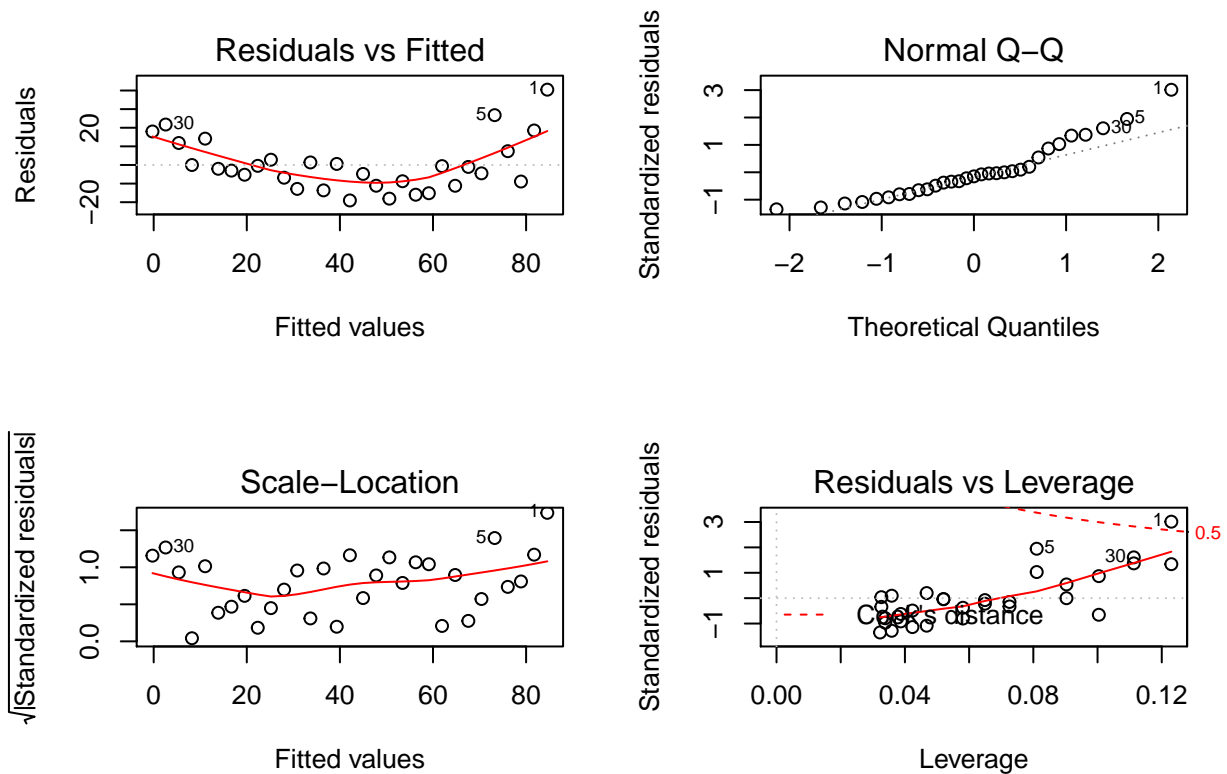 Residuals vs Fitted
Residuals
20
−20
30
5
1
0 20 40 60 80
Fitted values
Normal Q−Q
Standardized residuals
3
1
−1
1
5
30
−2 −1 0 1 2
Theoretical Quantiles
Scale−Location
√|Standardized residuals|
1.0
0.0
30
5
1
0 20 40 60 80
Fitted values
Residuals vs Leverage
Standardized residuals
3
1
−1
1
5
30
0.5
Cook's distance
0.00 0.04 0.08 0.12
Leverage